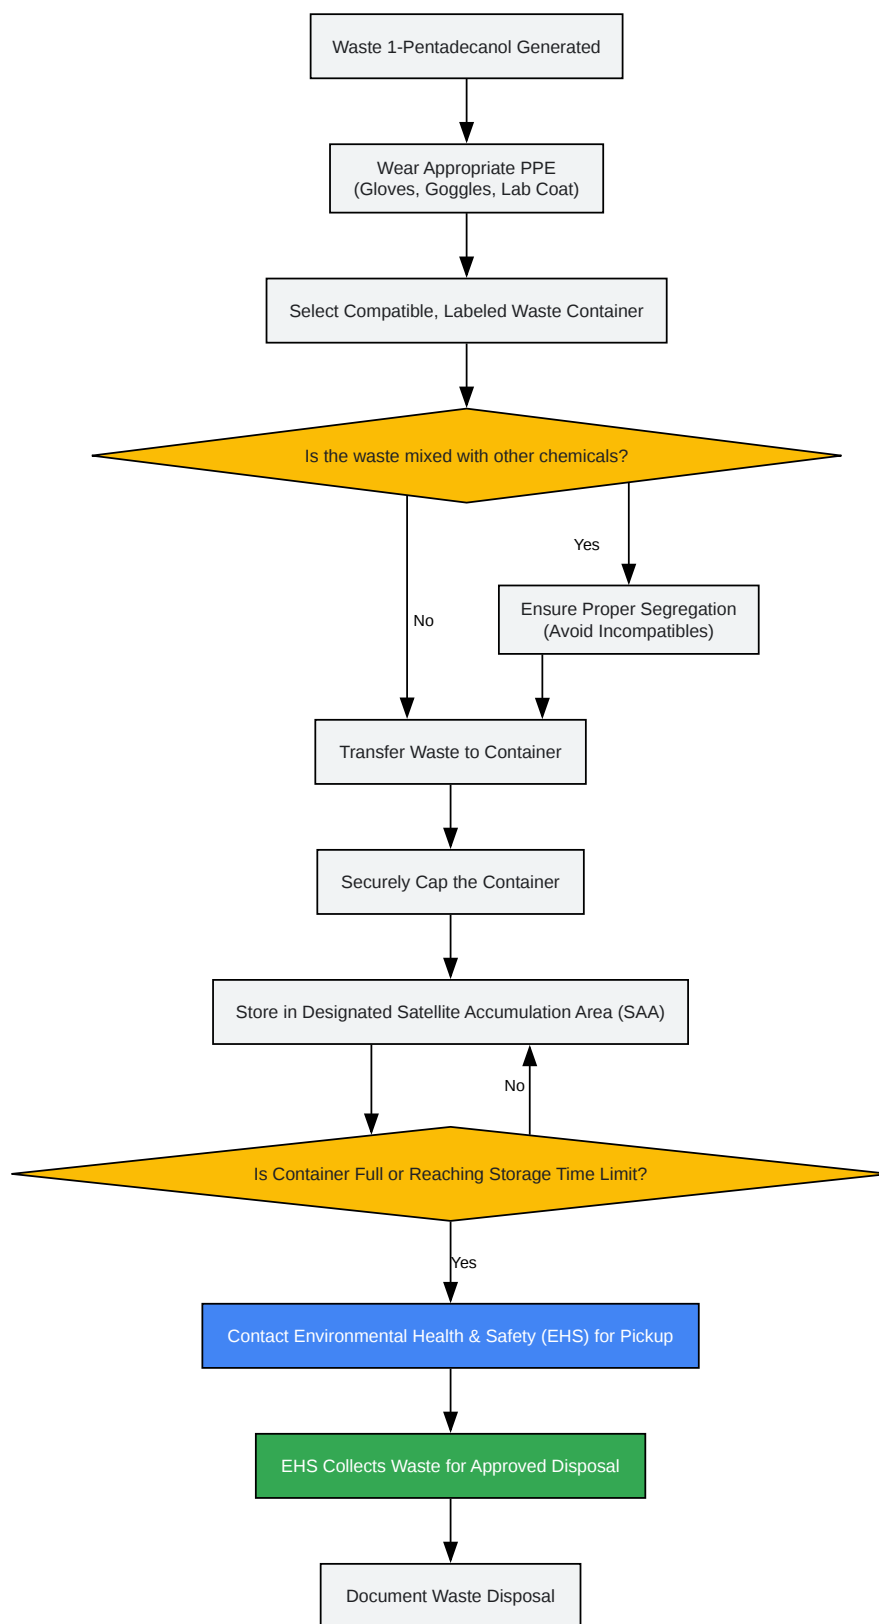 Waste 1-Pentadecanol Generated
Wear Appropriate PPE
(Gloves, Goggles, Lab Coat)
Select Compatible, Labeled Waste Container
Is the waste mixed with other chemicals?
Yes
Ensure Proper Segregation
(Avoid Incompatibles)
No
Transfer Waste to Container
Securely Cap the Container
Store in Designated Satellite Accumulation Area (SAA)
No
Is Container Full or Reaching Storage Time Limit?
Yes
Contact Environmental Health & Safety (EHS) for Pickup
EHS Collects Waste for Approved Disposal
Document Waste Disposal